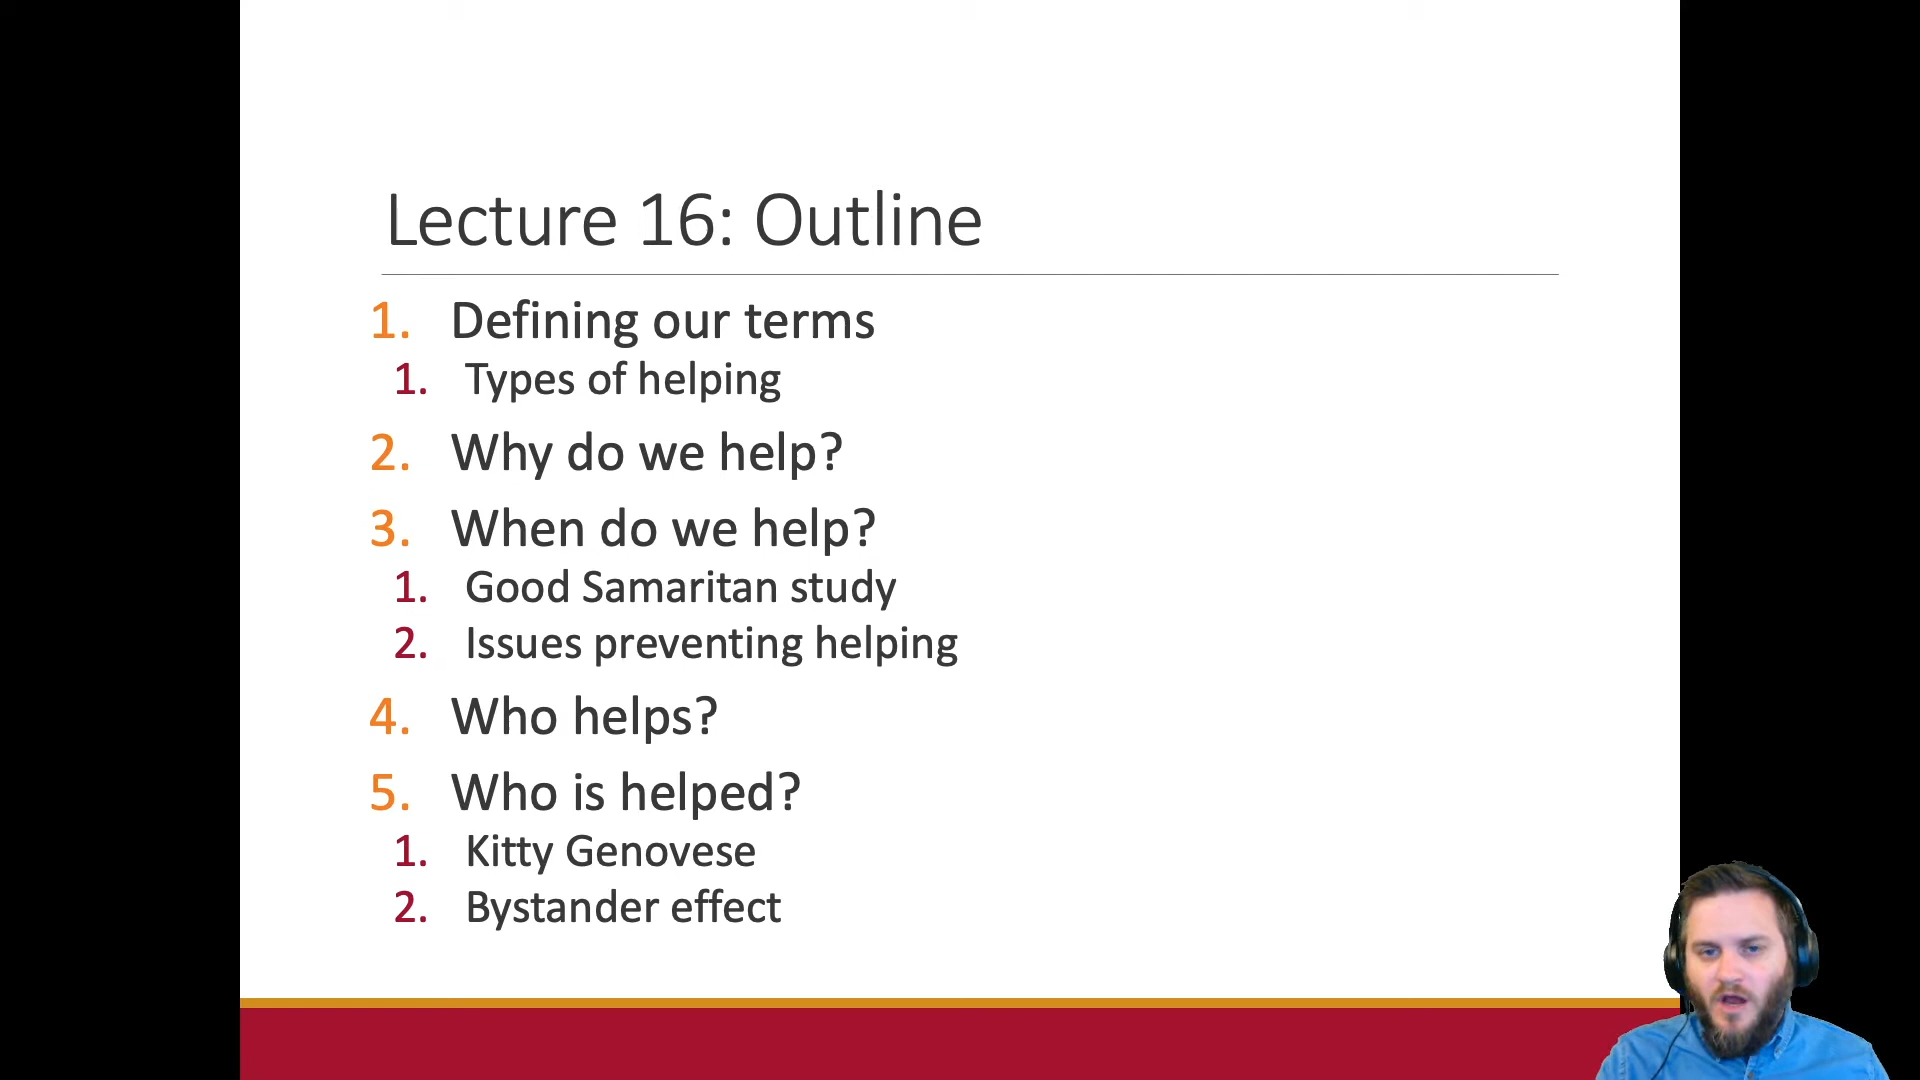 Lecture 16: Outline
1. Defining our terms
1. Types of helping
2. Why do we help?
3. When do we help?
1. Good Samaritan study
2. Issues preventing helping
4. Who helps?
5. Who is helped?
1. Kitty Genovese
2. Bystander effect